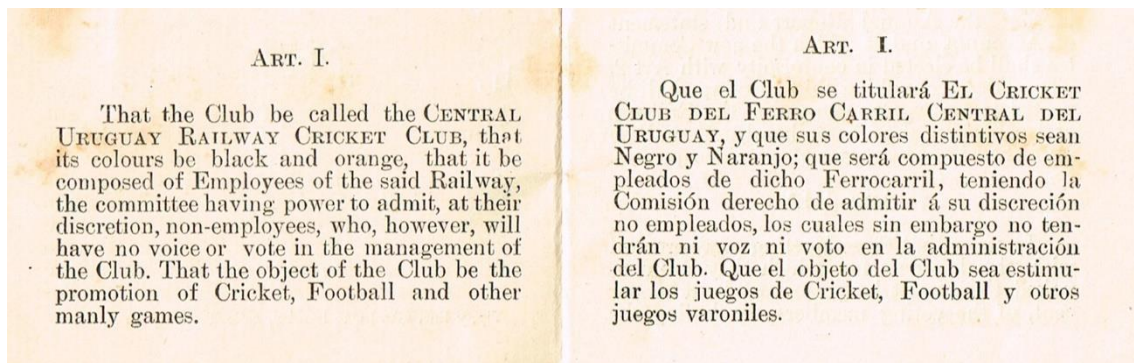 ART. I.
That the Club be called the CENTRAL
URUGUAY RAILWAY CRICKET CLUB, that
its colours be black and orange, that it be
composed of Employees of the said Railway,
the committee having power to admit, at their
discretion, non-employees, who, however, will
have no voice or vote in the management of
the Club. That the object of the Club be the
promotion of Cricket, Football and other
manly games.
ART. I.
Que el Club se titulará EL CRICKET
CLUB DEL FERRO CARRIL CENTRAL DEL
URUGUAY, y que sus colores distintivos sean
Negro y Naranjo; que será compuesto de em-
pleados de dicho Ferrocarril, teniendo la
Comisión derecho de admitir á su discreción
no empleados, los cuales sin embargo no ten-
drán ni voz ni voto en la administración
del Club. Que el objeto del Club sea estimu-
lar los juegos de Cricket, Football y otros
juegos varoniles.